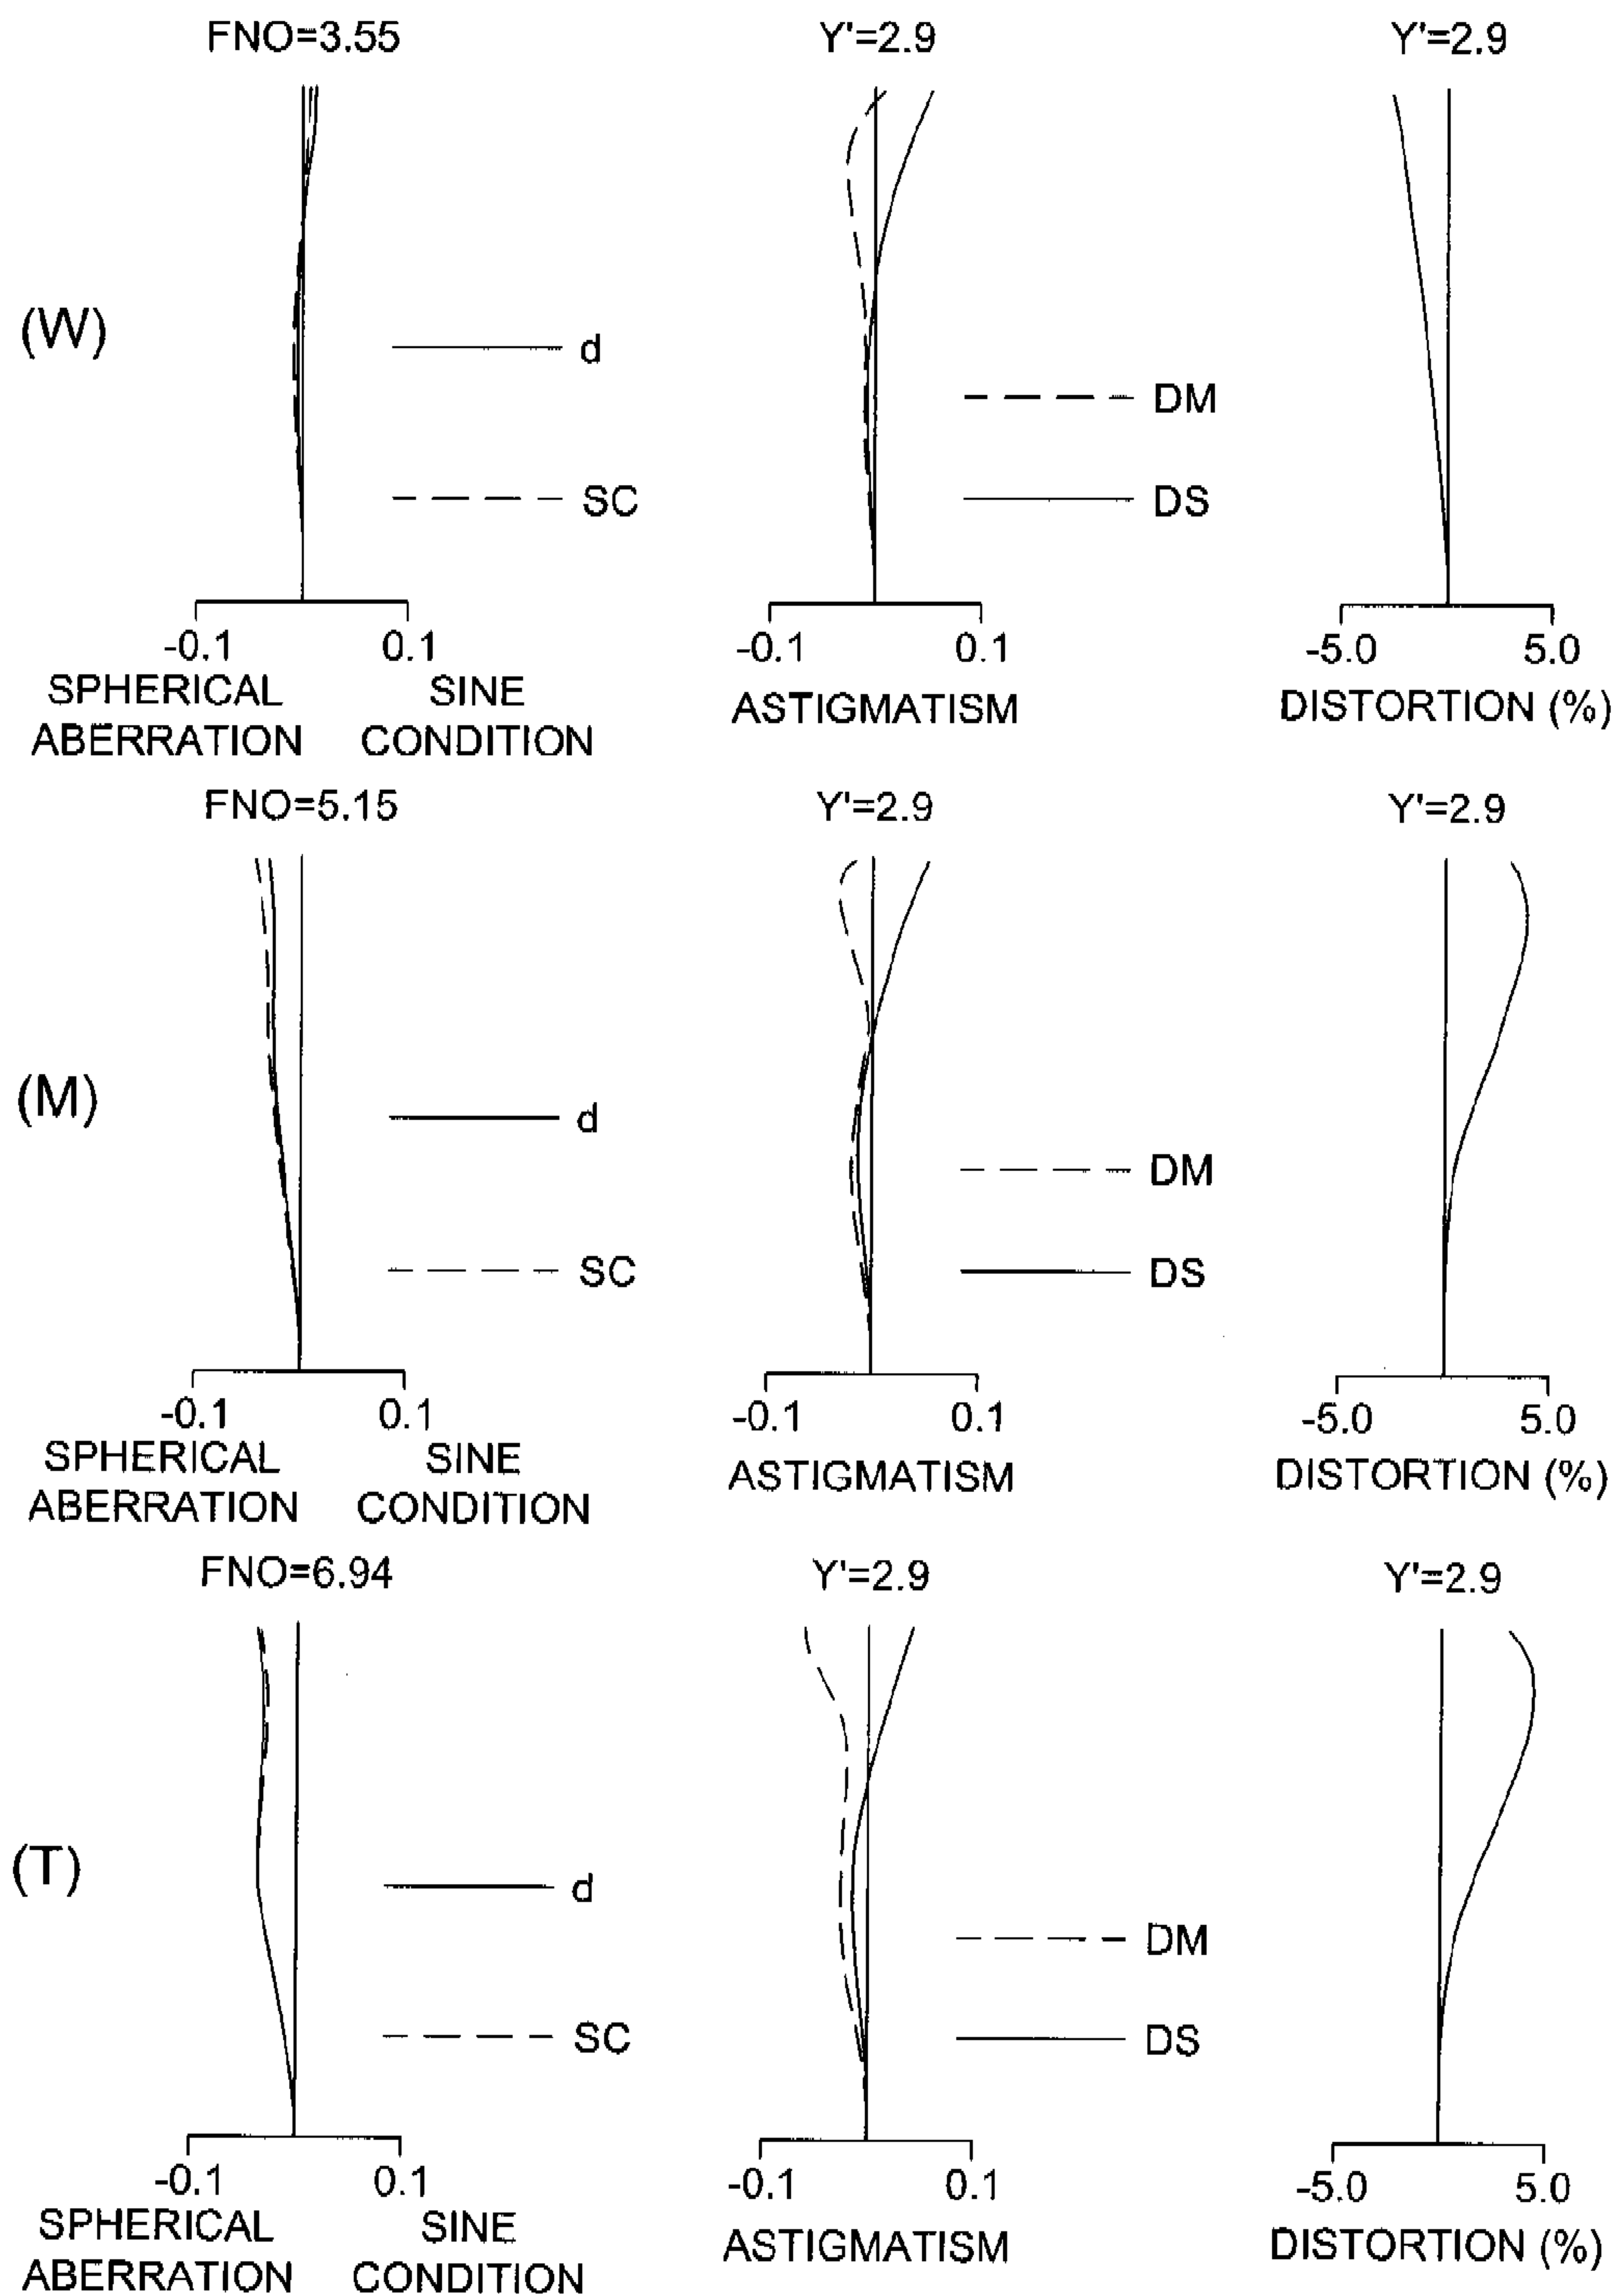 FNO=3.55 Y'=2.9 Y'=2.9
(W)
d
DM
SC
DS
-0.1 0.1 -0.1 0.1 -5.0 5.0
SPHERICAL SINE
ABERRATION CONDITION
ASTIGMATISM DISTORTION (%)
FNO=5.15 Y'=2.9 Y'=2.9
(M)
d
DM
SC
DS
-0.1 0.1 -0.1 0.1 -5.0 5.0
SPHERICAL SINE
ABERRATION CONDITION
ASTIGMATISM DISTORTION (%)
FNO=6.94 Y'=2.9 Y'=2.9
(T)
d
DM
SC
DS
-0.1 0.1 -0.1 0.1 -5.0 5.0
SPHERICAL SINE
ABERRATION CONDITION
ASTIGMATISM DISTORTION (%)